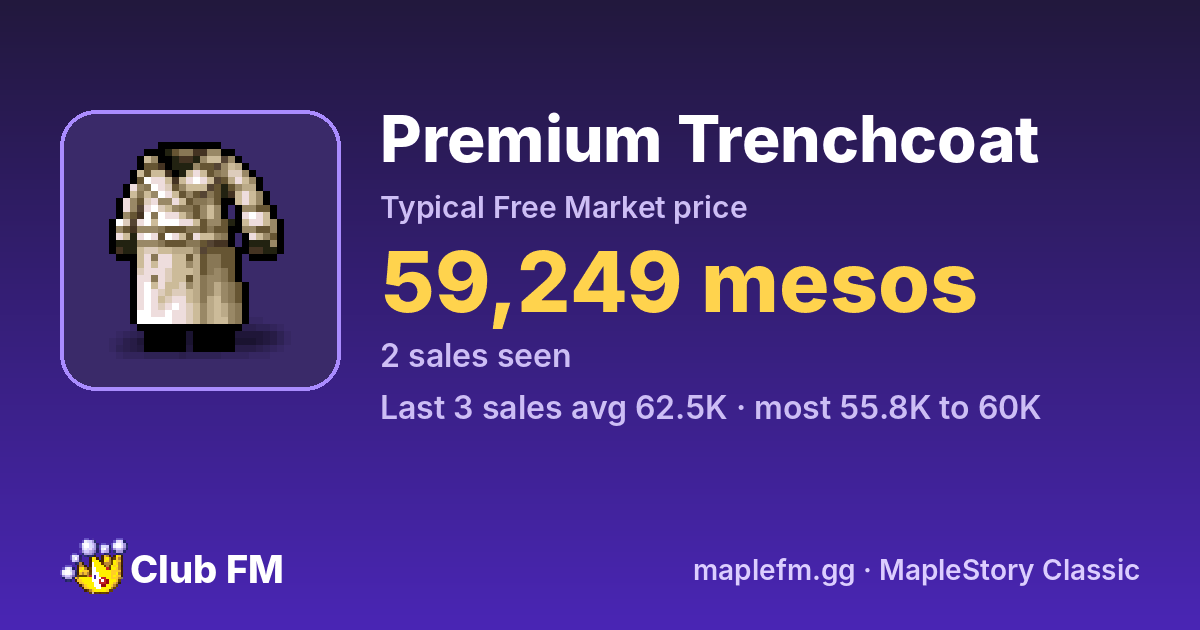 Premium Trenchcoat
Typical Free Market price
59,249 mesos
2 sales seen
Last 3 sales avg 62.5K · most 55.8K to 60K
Club FM
maplefm.gg · MapleStory Classic